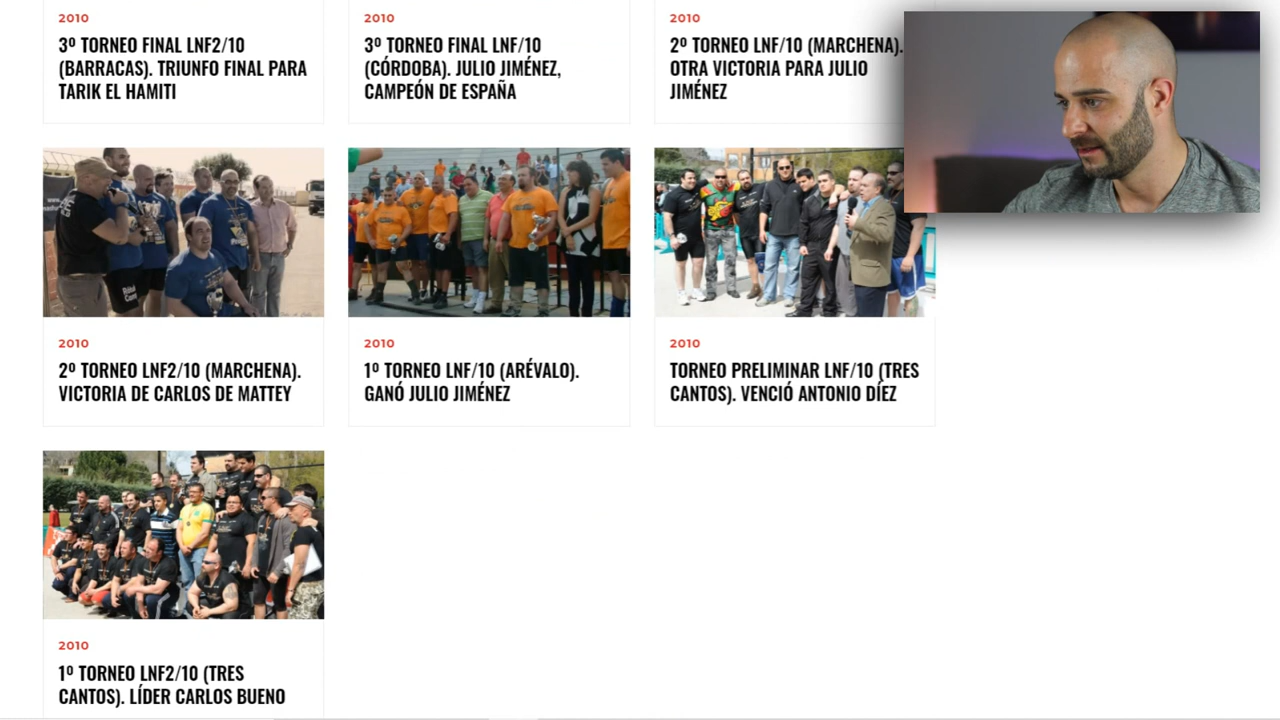 2010
3º TORNEO FINAL LNF2/10
(BARRACAS). TRIUNFO FINAL PARA
TARIK EL HAMITI
2010
3º TORNEO FINAL LNF/10
(CÓRDOBA). JULIO JIMÉNEZ,
CAMPEÓN DE ESPAÑA
2010
2º TORNEO LNF/10 (MARCHENA).
OTRA VICTORIA PARA JULIO
JIMÉNEZ
2010
2º TORNEO LNF2/10 (MARCHENA).
VICTORIA DE CARLOS DE MATTEY
2010
1º TORNEO LNF/10 (ARÉVALO).
GANÓ JULIO JIMÉNEZ
2010
TORNEO PRELIMINAR LNF/10 (TRES
CANTOS). VENCIÓ ANTONIO DÍEZ
2010
1º TORNEO LNF2/10 (TRES
CANTOS). LÍDER CARLOS BUENO